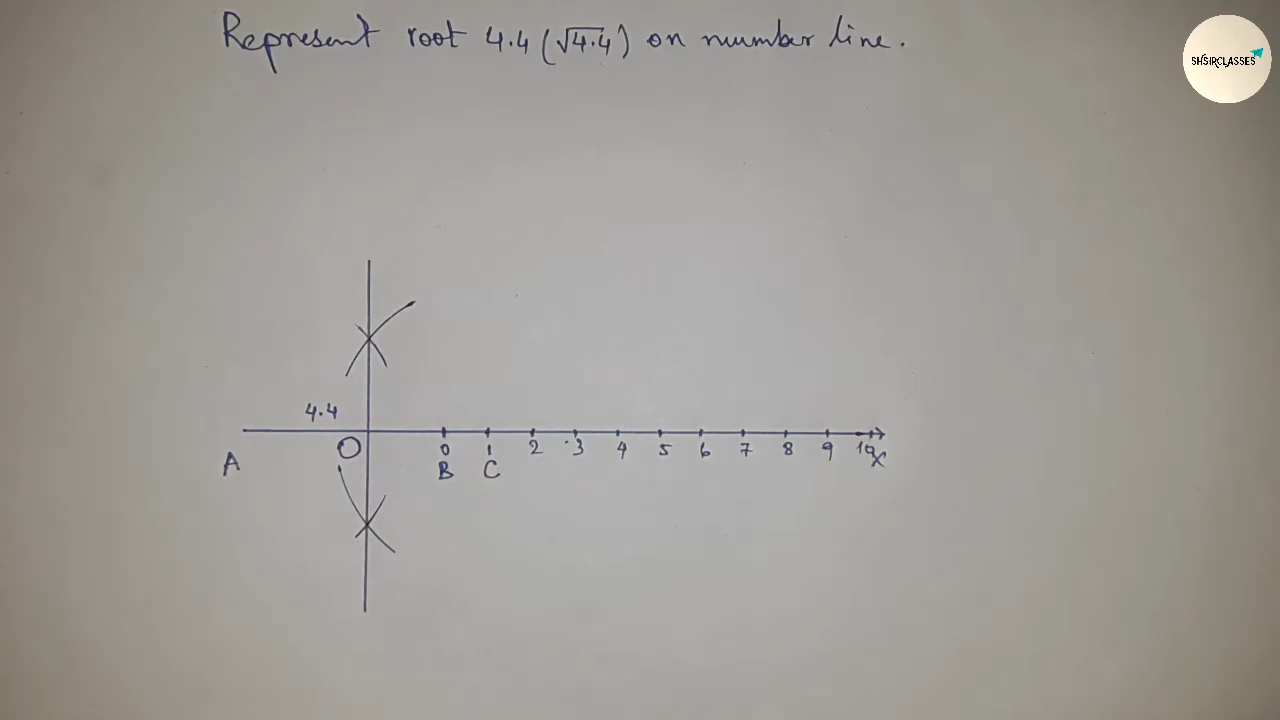 Represent root 4.4 (√4.4) on number line.
SHSIRCLASSES
4.4
A O 0 1 2 3 4 5 6 7 8 9 10 X
B C